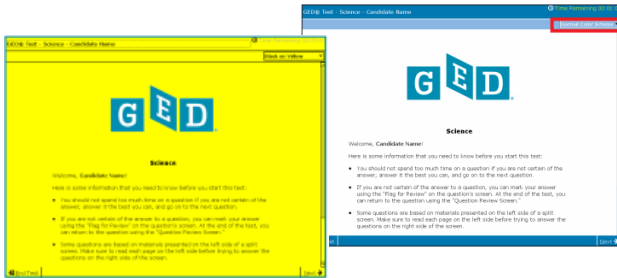 GED® Test - Science - Candidate Name
Black on Yellow
GED
Science
Welcome, Candidate Name!
Here is some information that you need to know before you start this test:
• You should not spend too much time on a question if you are not certain of the
answer; answer it the best you can, and go on to the next question.
• If you are not certain of the answer to a question, you can mark your answer
using the "Flag for Review" on the question's screen. At the end of the test, you
can return to the question using the "Question Review Screen."
• Some questions are based on materials presented on the left side of a split
screen. Make sure to read each page on the left side before trying to answer the
questions on the right side of the screen.
End Test
Next
GED® Test - Science - Candidate Name
Time Remaining
Normal Color Scheme
GED
Science
Welcome, Candidate Name!
Here is some information that you need to know before you start this test:
• You should not spend too much time on a question if you are not certain of the
answer; answer it the best you can, and go on to the next question.
• If you are not certain of the answer to a question, you can mark your answer
using the "Flag for Review" on the question's screen. At the end of the test, you
can return to the question using the "Question Review Screen."
• Some questions are based on materials presented on the left side of a split
screen. Make sure to read each page on the left side before trying to answer the
questions on the right side of the screen.
Next